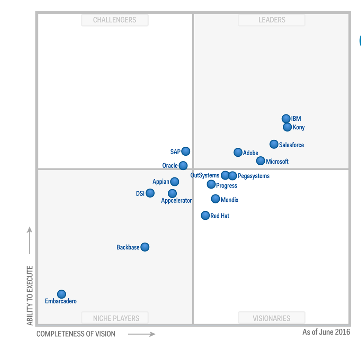 CHALLENGERS
LEADERS
IBM
Kony
Salesforce
SAP
Adobe
Microsoft
Oracle
OutSystems
Pegasystems
Appian
Progress
DSI
Appcelerator
Mendix
Red Hat
Backbase
Embarcadero
NICHE PLAYERS
VISIONARIES
ABILITY TO EXECUTE
COMPLETENESS OF VISION
As of June 2016